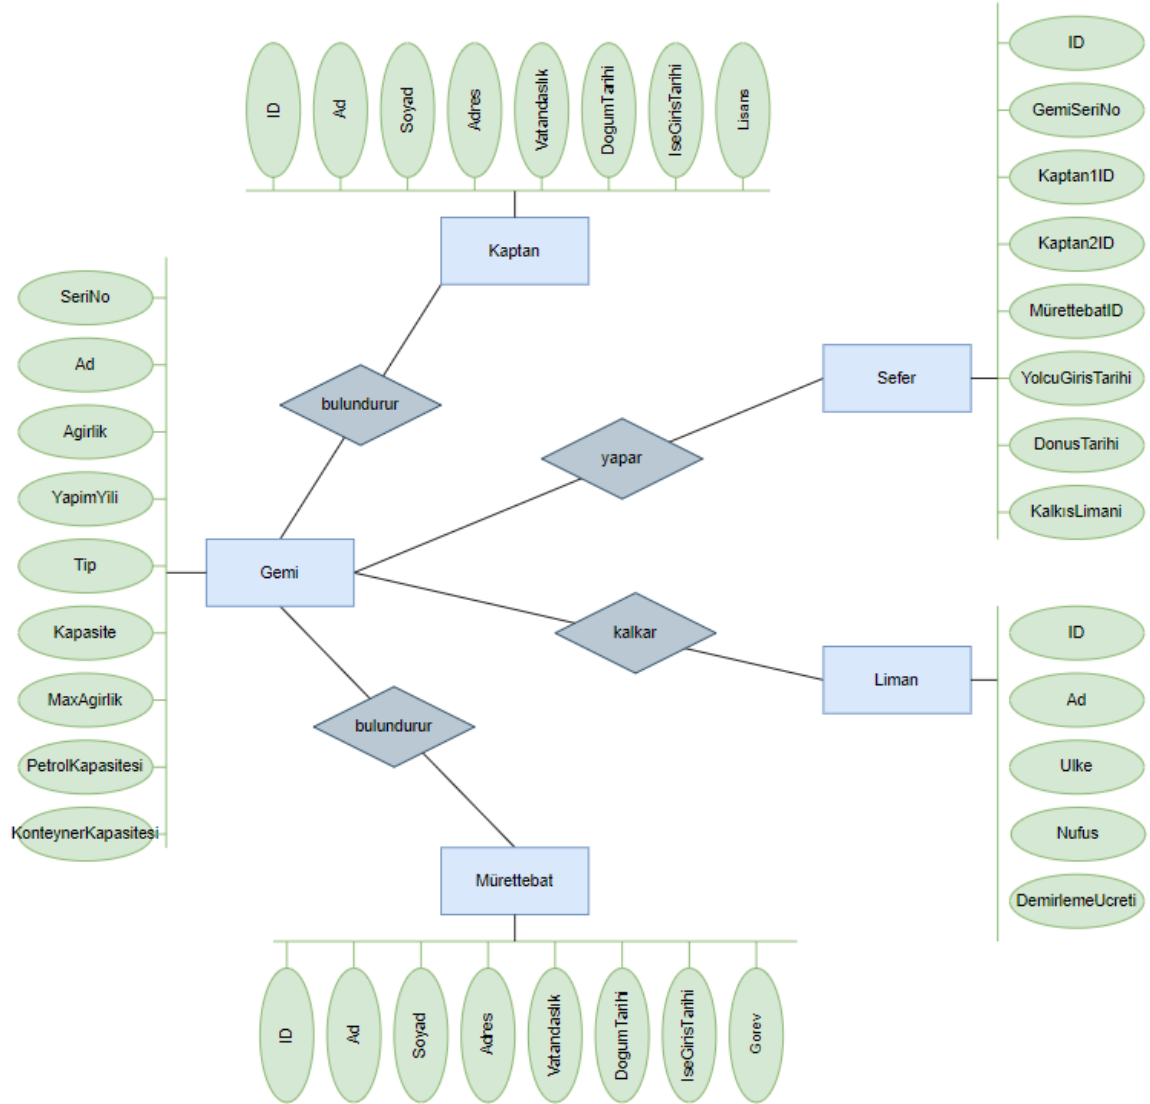 ID
Ad
Soyad
Adres
Vatandaslık
DogumTarihi
IseGirisTarihi
Lisans
Kaptan
bulundurur
SeriNo
Ad
Agirlik
YapimYili
Tip
Kapasite
MaxAgirlik
PetrolKapasitesi
KonteynerKapasitesi
Gemi
yapar
Sefer
ID
GemiSeriNo
Kaptan1ID
Kaptan2ID
MürettebatID
YolcuGirisTarihi
DonusTarihi
KalkısLimani
kalkar
Liman
ID
Ad
Ulke
Nufus
DemirlemeUcreti
bulundurur
Mürettebat
ID
Ad
Soyad
Adres
Vatandaslık
DogumTarihi
IseGirisTarihi
Gorev